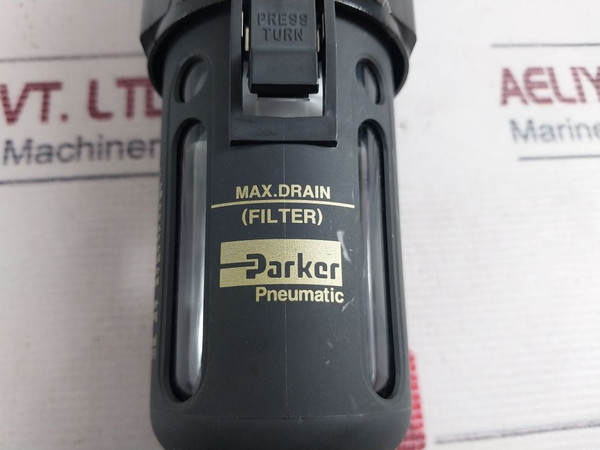 PRESS
TURN
VT. LTD
Machiner
AELIY
Marine
MAX.DRAIN
(FILTER)
Parker
Pneumatic